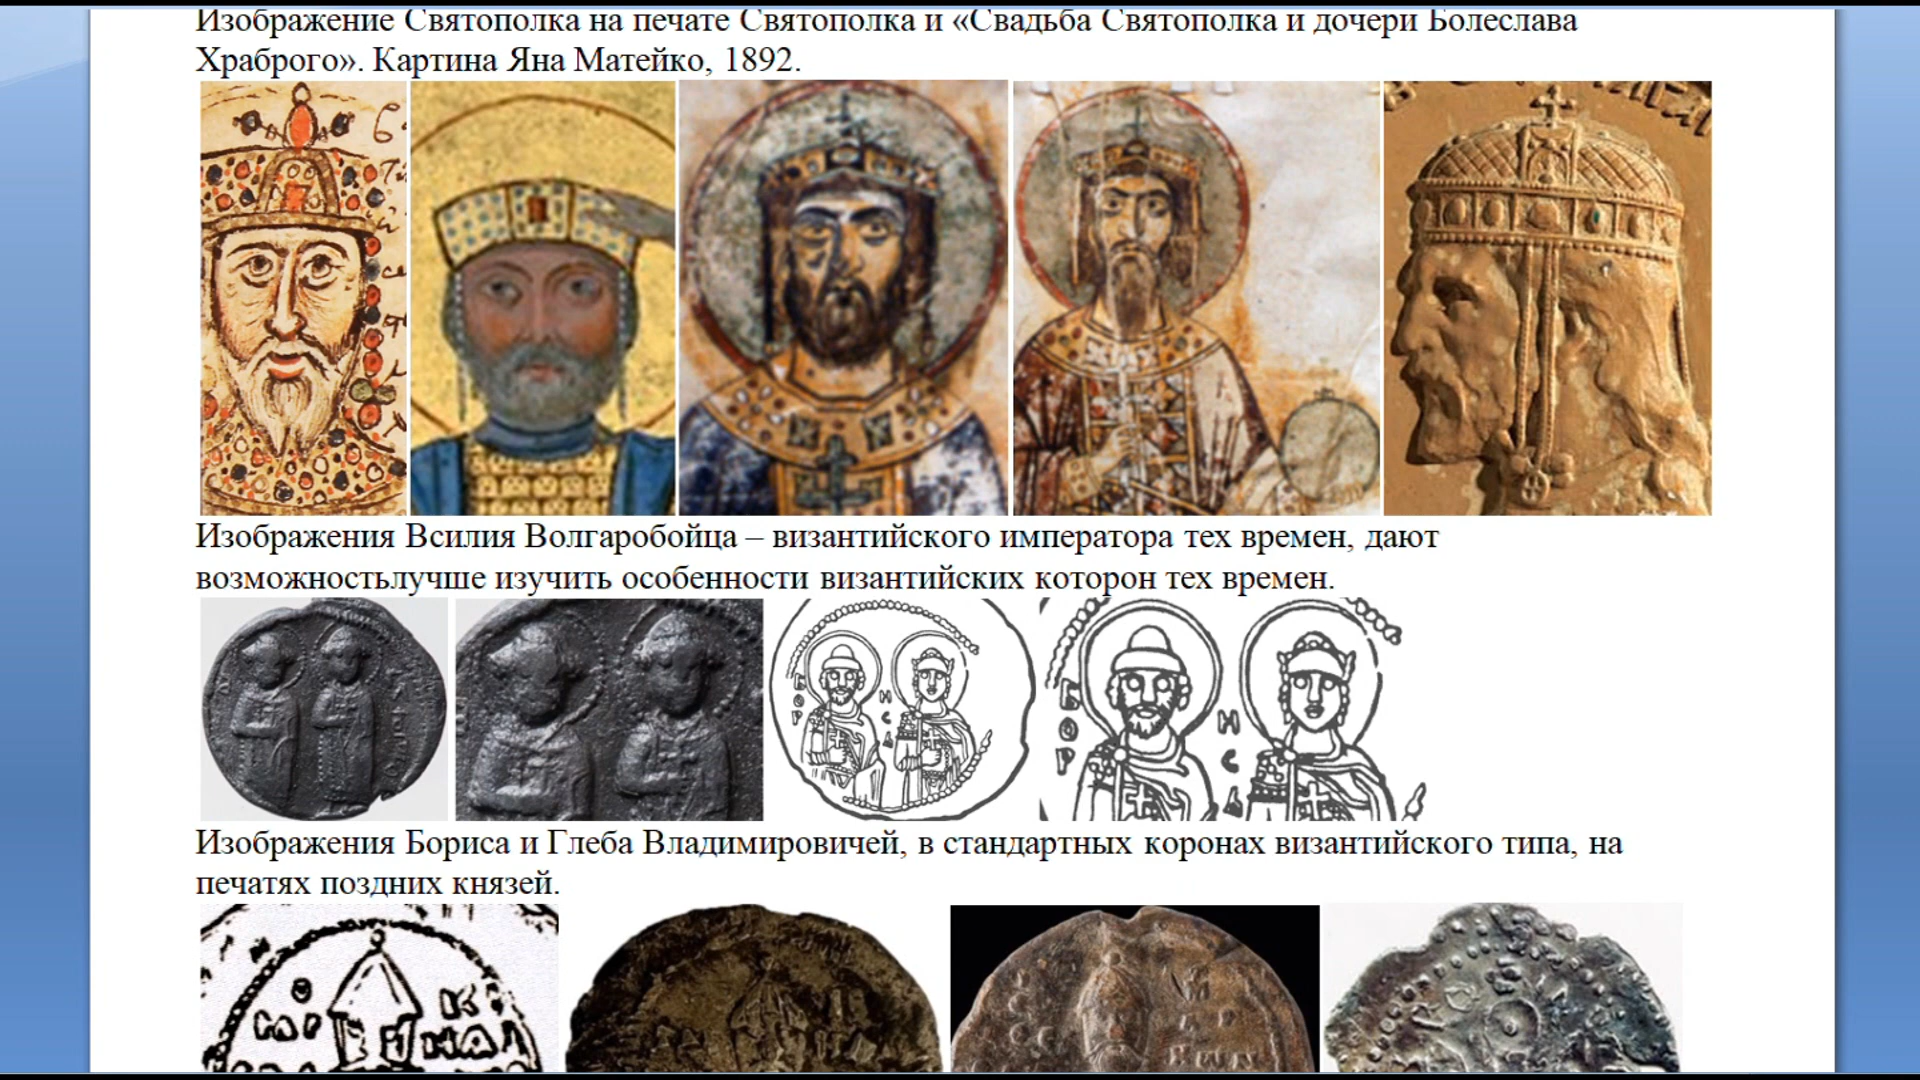 Изображение Святополка на печате Святополка и «Свадьба Святополка и дочери Болеслава
Храброго». Картина Яна Матейко, 1892.
Изображения Всилия Волгаробойца – византийского императора тех времен, дают
возможностьлучше изучить особенности византийских которон тех времен.
БОР
НСА
Изображения Бориса и Глеба Владимировичей, в стандартных коронах византийского типа, на
печатях поздних князей.